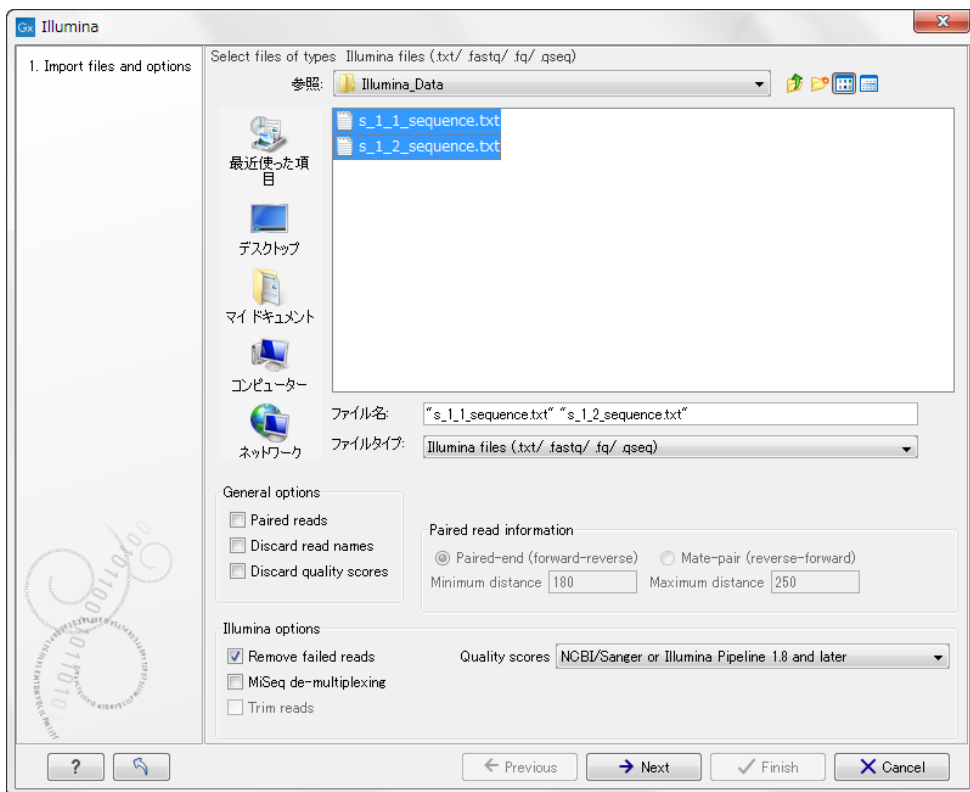 Gx Illumina
1. Import files and options
Select files of types Illumina files (.txt/ .fastq/ .fq/ .qseq)
参照: Illumina_Data
s_1_1_sequence.txt
s_1_2_sequence.txt
最近使った項
目
デスクトップ
マイ ドキュメント
コンピューター
ネットワーク
ファイル名: "s_1_1_sequence.txt" "s_1_2_sequence.txt"
ファイルタイプ: Illumina files (.txt/ .fastq/ .fq/ .qseq)
General options
Paired reads
Discard read names
Discard quality scores
Paired read information
Paired-end (forward-reverse) Mate-pair (reverse-forward)
Minimum distance 180 Maximum distance 250
Illumina options
Remove failed reads Quality scores NCBI/Sanger or Illumina Pipeline 1.8 and later
MiSeq de-multiplexing
Trim reads
? Previous Next Finish Cancel